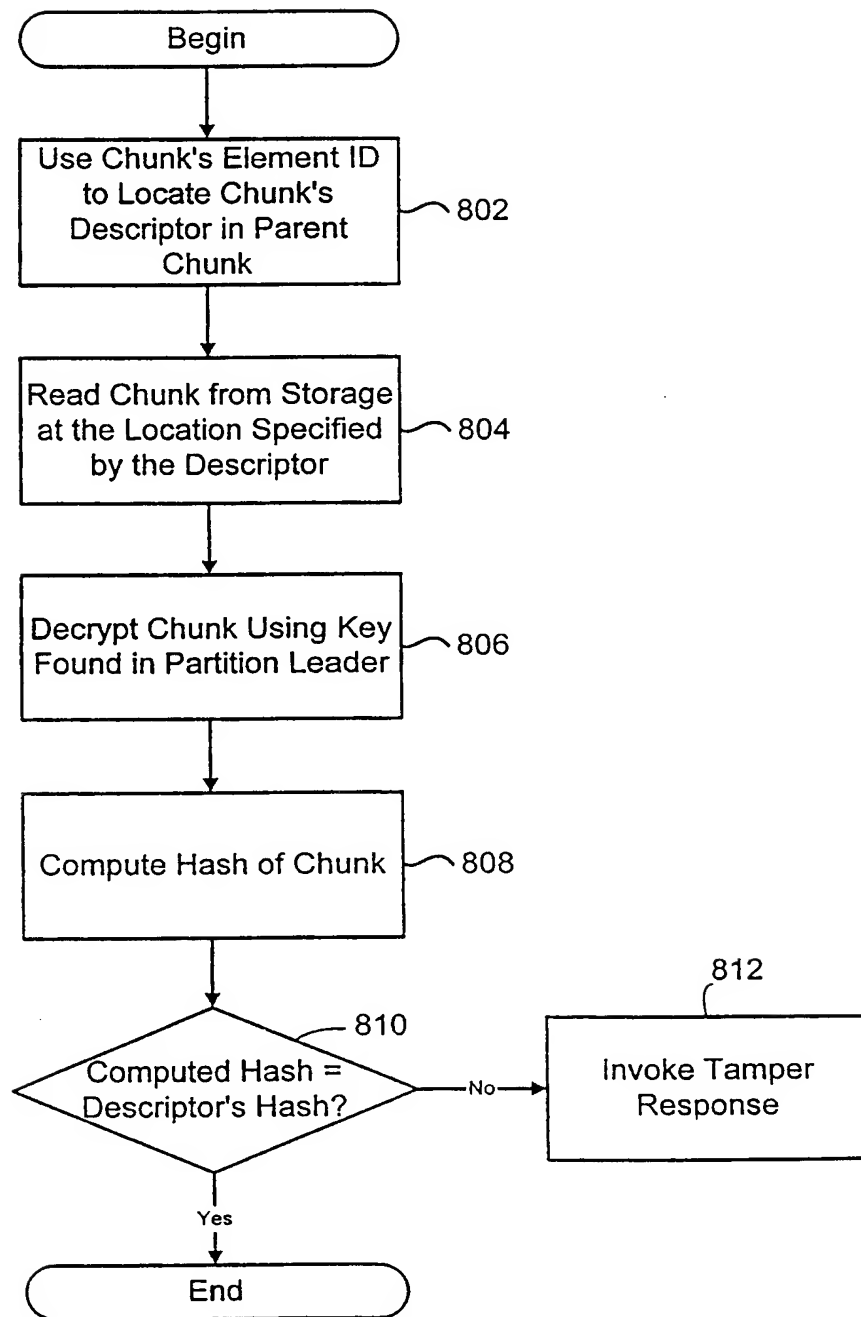 Begin
Use Chunk's Element ID
to Locate Chunk's
Descriptor in Parent
Chunk
802
Read Chunk from Storage
at the Location Specified
by the Descriptor
804
Decrypt Chunk Using Key
Found in Partition Leader
806
Compute Hash of Chunk
808
812
810
Computed Hash =
Descriptor's Hash?
No
Invoke Tamper
Response
Yes
End